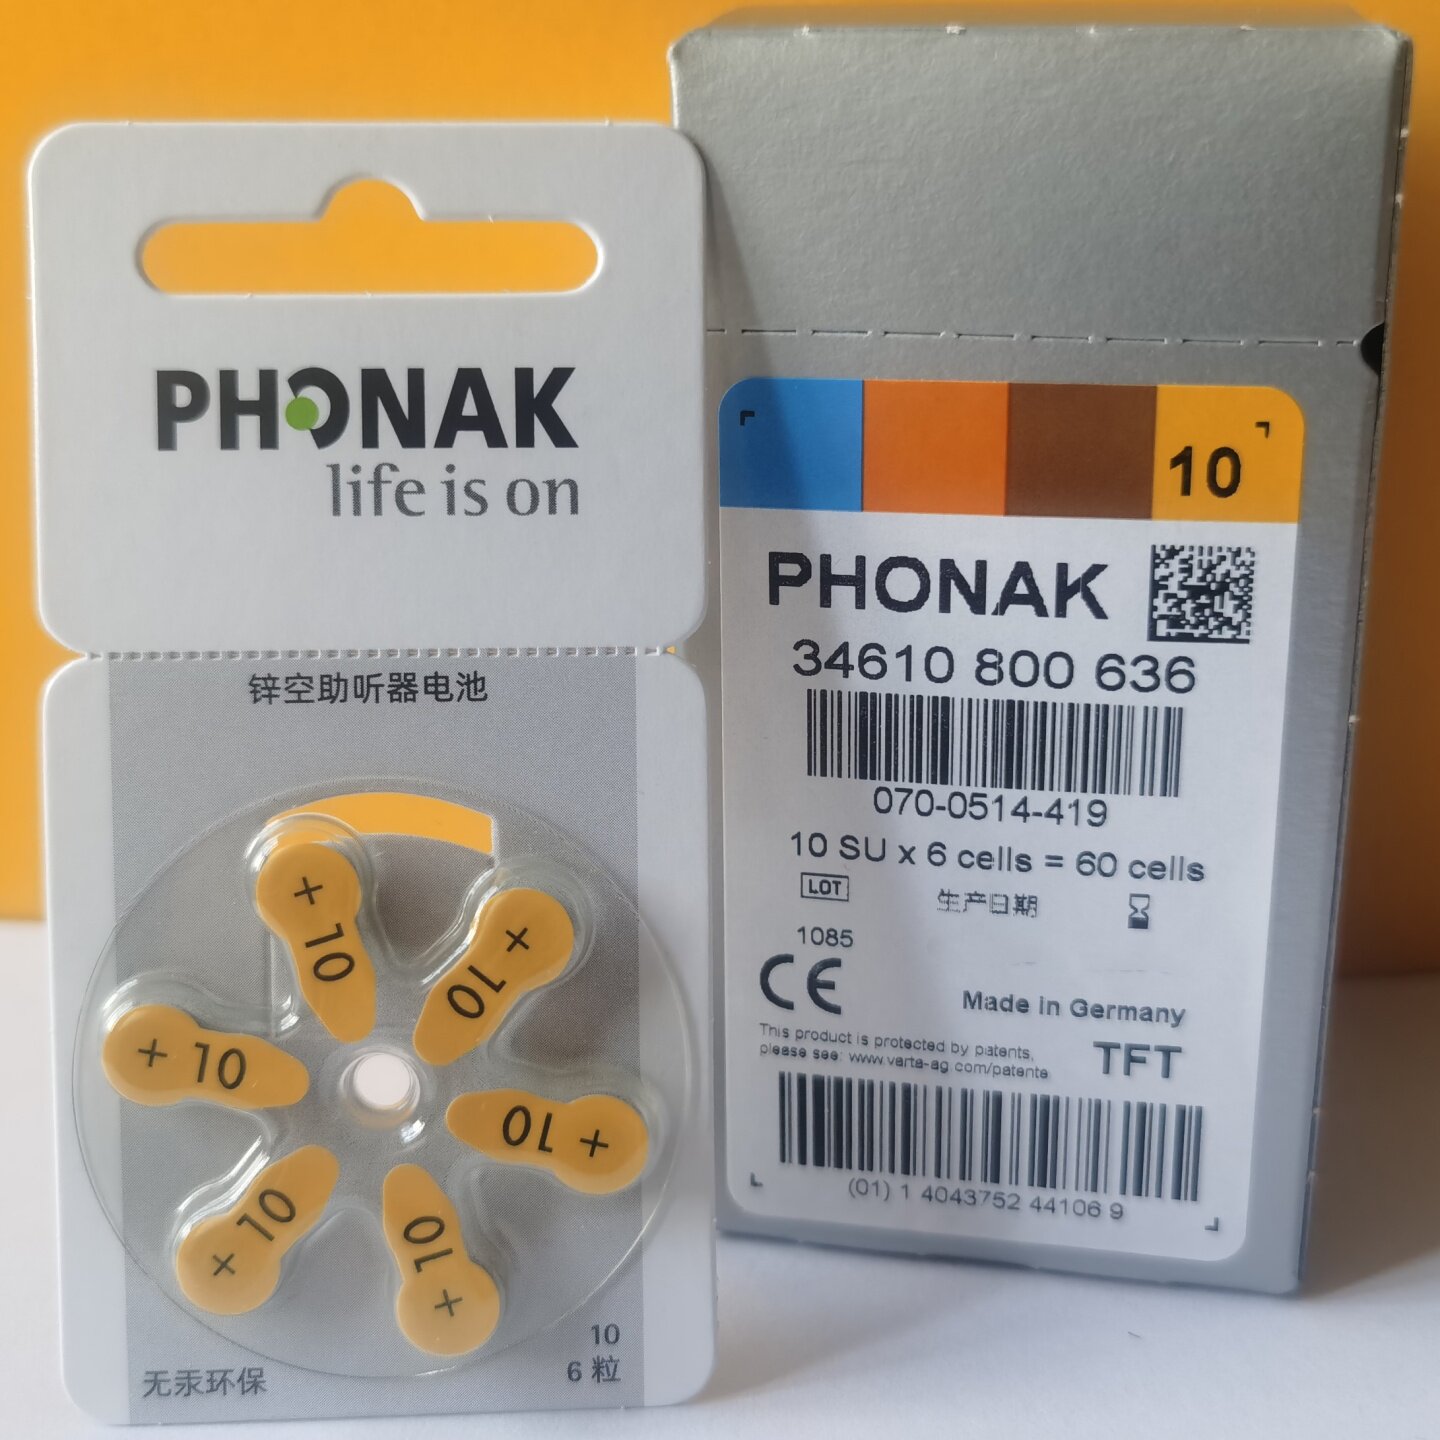 PHONAK
life is on
锌空助听器电池
+ 10
+ 10
+ 10
+ 10
+ 10
+ 10
10
6 粒
无汞环保
10
PHONAK
34610 800 636
070-0514-419
10 SU x 6 cells = 60 cells
LOT 生产日期
1085
CE
Made in Germany
This product is protected by patents,
please see: www.varta-ag.com/patente
TFT
(01) 1 4043752 44106 9